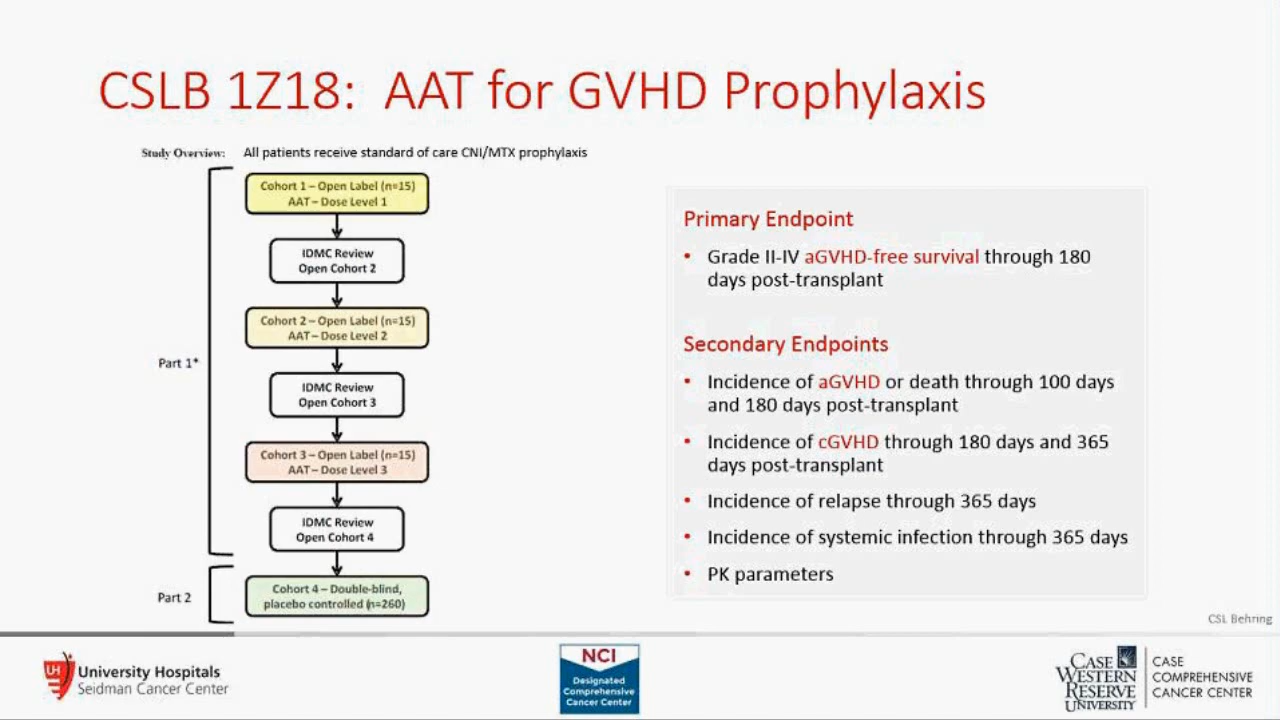 CSLB 1Z18: AAT for GVHD Prophylaxis
Study Overview: All patients receive standard of care CNI/MTX prophylaxis
Cohort 1 – Open Label (n=15)
AAT – Dose Level 1
IDMC Review
Open Cohort 2
Cohort 2 – Open Label (n=15)
AAT – Dose Level 2
Part 1*
IDMC Review
Open Cohort 3
Cohort 3 – Open Label (n=15)
AAT – Dose Level 3
IDMC Review
Open Cohort 4
Part 2
Cohort 4 – Double-blind,
placebo controlled (n=260)
Primary Endpoint
• Grade II-IV aGVHD-free survival through 180
days post-transplant
Secondary Endpoints
• Incidence of aGVHD or death through 100 days
and 180 days post-transplant
• Incidence of cGVHD through 180 days and 365
days post-transplant
• Incidence of relapse through 365 days
• Incidence of systemic infection through 365 days
• PK parameters
CSL Behring
UH
University Hospitals
Seidman Cancer Center
NCI
Designated
Comprehensive
Cancer Center
CASE
WESTERN
RESERVE
UNIVERSITY
CASE
COMPREHENSIVE
CANCER CENTER